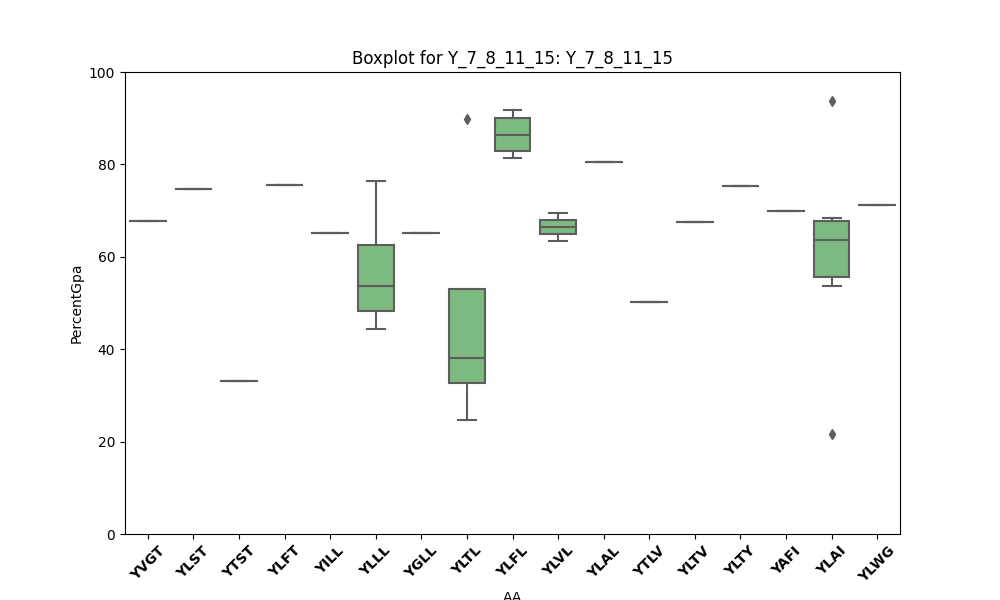 Boxplot for Y_7_8_11_15: Y_7_8_11_15
100
80
60
40
20
0
PercentGpa
YVGT YLST YTST YLFT YILL YLLL YGLL YLTL YLFL YLVL YLAL YTLV YLTV YLTY YAFI YLAI YLWG
AA